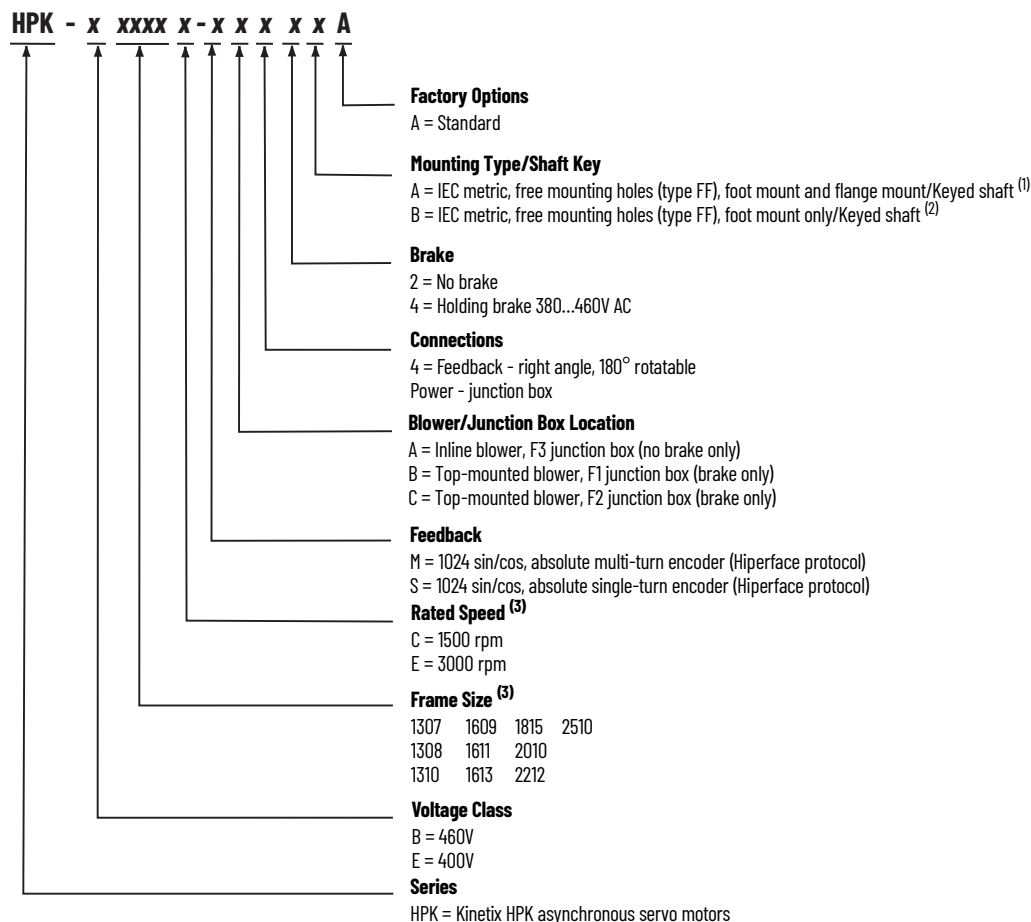 HPK - x xxxx x - x x x x x A
Factory Options
A = Standard
Mounting Type/Shaft Key
A = IEC metric, free mounting holes (type FF), foot mount and flange mount/Keyed shaft (1)
B = IEC metric, free mounting holes (type FF), foot mount only/Keyed shaft (2)
Brake
2 = No brake
4 = Holding brake 380...460V AC
Connections
4 = Feedback - right angle, 180° rotatable
Power - junction box
Blower/Junction Box Location
A = Inline blower, F3 junction box (no brake only)
B = Top-mounted blower, F1 junction box (brake only)
C = Top-mounted blower, F2 junction box (brake only)
Feedback
M = 1024 sin/cos, absolute multi-turn encoder (Hiperface protocol)
S = 1024 sin/cos, absolute single-turn encoder (Hiperface protocol)
Rated Speed (3)
C = 1500 rpm
E = 3000 rpm
Frame Size (3)
1307 1609 1815 2510
1308 1611 2010
1310 1613 2212
Voltage Class
B = 460V
E = 400V
Series
HPK = Kinetix HPK asynchronous servo motors